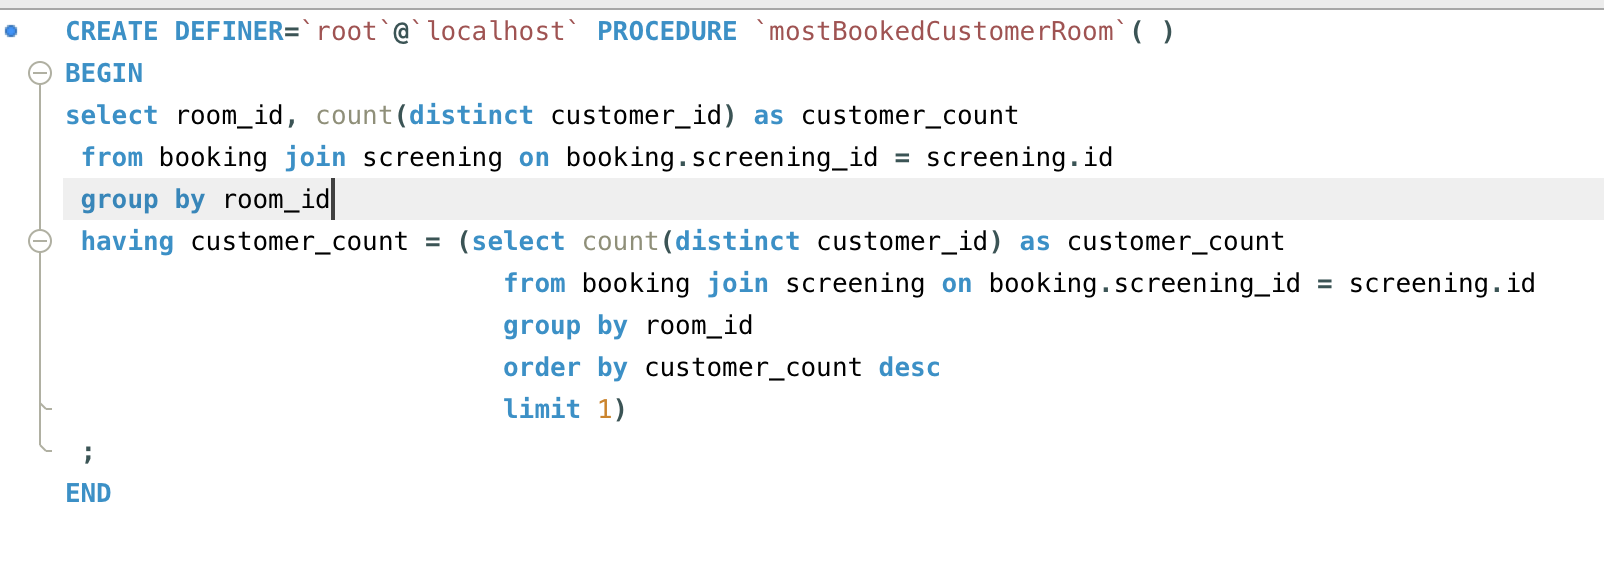 CREATE DEFINER=`root`@`localhost` PROCEDURE `mostBookedCustomerRoom`( )
BEGIN
select room_id, count(distinct customer_id) as customer_count
 from booking join screening on booking.screening_id = screening.id
 group by room_id
 having customer_count = (select count(distinct customer_id) as customer_count
                            from booking join screening on booking.screening_id = screening.id
                            group by room_id
                            order by customer_count desc
                            limit 1)
 ;
END